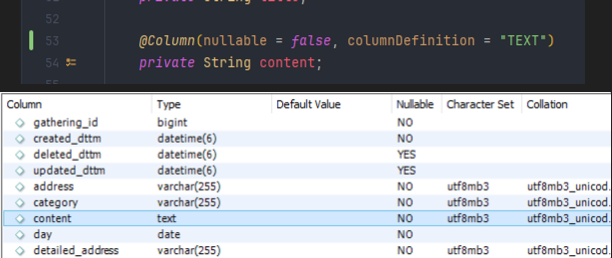 private String title;
52
53 @Column(nullable = false, columnDefinition = "TEXT")
54 private String content;
55
Column Type Default Value Nullable Character Set Collation
gathering_id bigint NO
created_dttm datetime(6) NO
deleted_dttm datetime(6) YES
updated_dttm datetime(6) YES
address varchar(255) NO utf8mb3 utf8mb3_unicod.
category varchar(255) NO utf8mb3 utf8mb3_unicod.
content text NO utf8mb3 utf8mb3_unicod.
day date NO
detailed_address varchar(255) NO utf8mb3 utf8mb3_unicod.